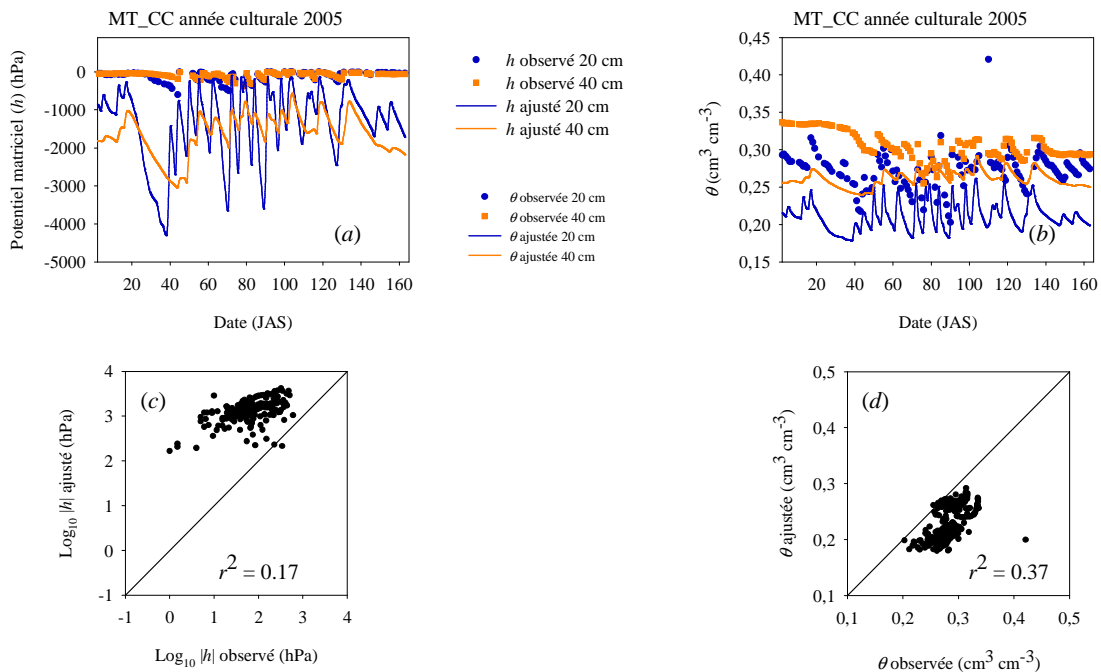 MT_CC année culturale 2005
Potentiel matriciel (h) (hPa)
0
-1000
-2000
-3000
-4000
-5000
20 40 60 80 100 120 140 160
Date (JAS)
(a)
h observé 20 cm
h observé 40 cm
h ajusté 20 cm
h ajusté 40 cm
θ observée 20 cm
θ observée 40 cm
θ ajustée 20 cm
θ ajustée 40 cm
MT_CC année culturale 2005
θ (cm³ cm-³)
0,45
0,40
0,35
0,30
0,25
0,20
0,15
20 40 60 80 100 120 140 160
Date (JAS)
(b)
(c)
Log₁₀ |h| ajusté (hPa)
4
3
2
1
0
-1
r² = 0.17
-1 0 1 2 3 4
Log₁₀ |h| observé (hPa)
(d)
θ ajustée (cm³ cm-³)
0,5
0,4
0,3
0,2
0,1
r² = 0.37
0,1 0,2 0,3 0,4 0,5
θ observée (cm³ cm-³)